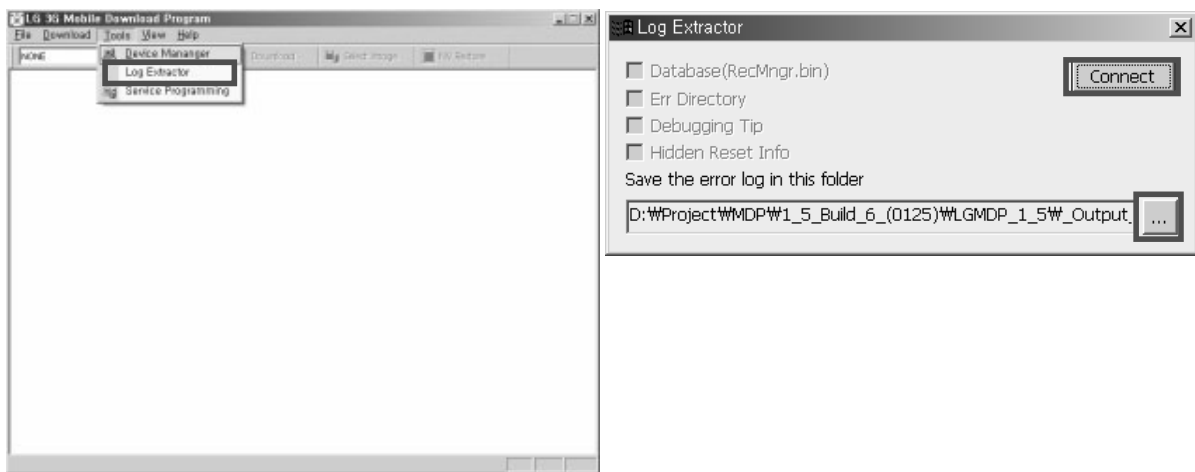 LG 3G Mobile Download Program
File Download Tools View Help
NONE
Device Mananger
Download
Select Image
NV Restore
Log Extractor
Service Programming
Log Extractor
Database(RecMngr.bin)
Connect
Err Directory
Debugging Tip
Hidden Reset Info
Save the error log in this folder
D:₩Project₩MDP₩1_5_Build_6_(0125)₩LGMDP_1_5₩_Output_
...